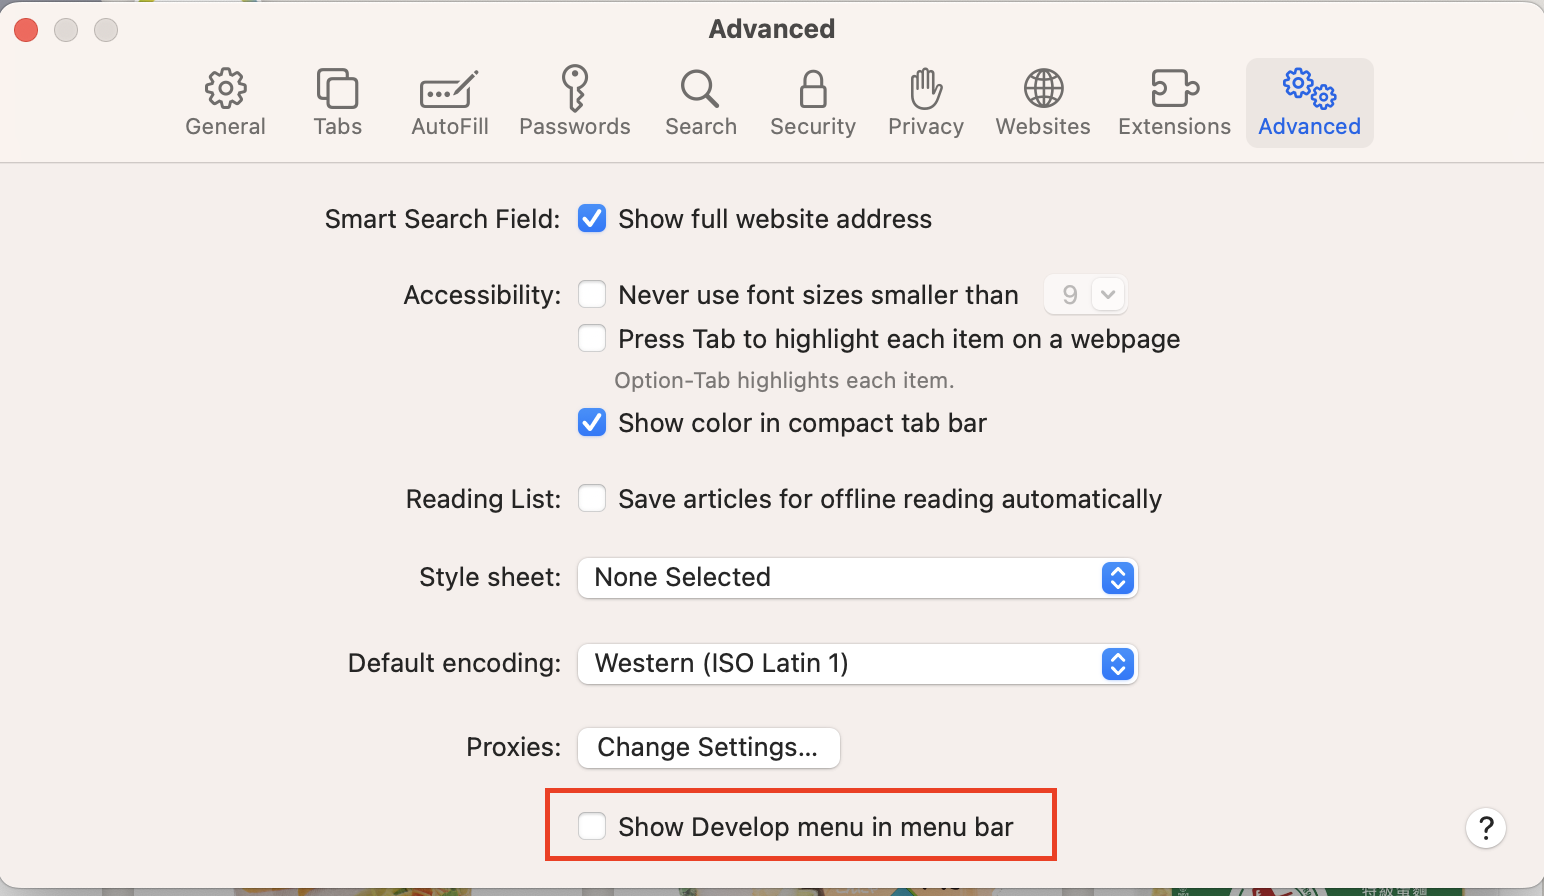 Advanced
General Tabs AutoFill Passwords Search Security Privacy Websites Extensions Advanced
Smart Search Field: Show full website address
Accessibility: Never use font sizes smaller than 9
Press Tab to highlight each item on a webpage
Option-Tab highlights each item.
Show color in compact tab bar
Reading List: Save articles for offline reading automatically
Style sheet: None Selected
Default encoding: Western (ISO Latin 1)
Proxies: Change Settings...
Show Develop menu in menu bar
?